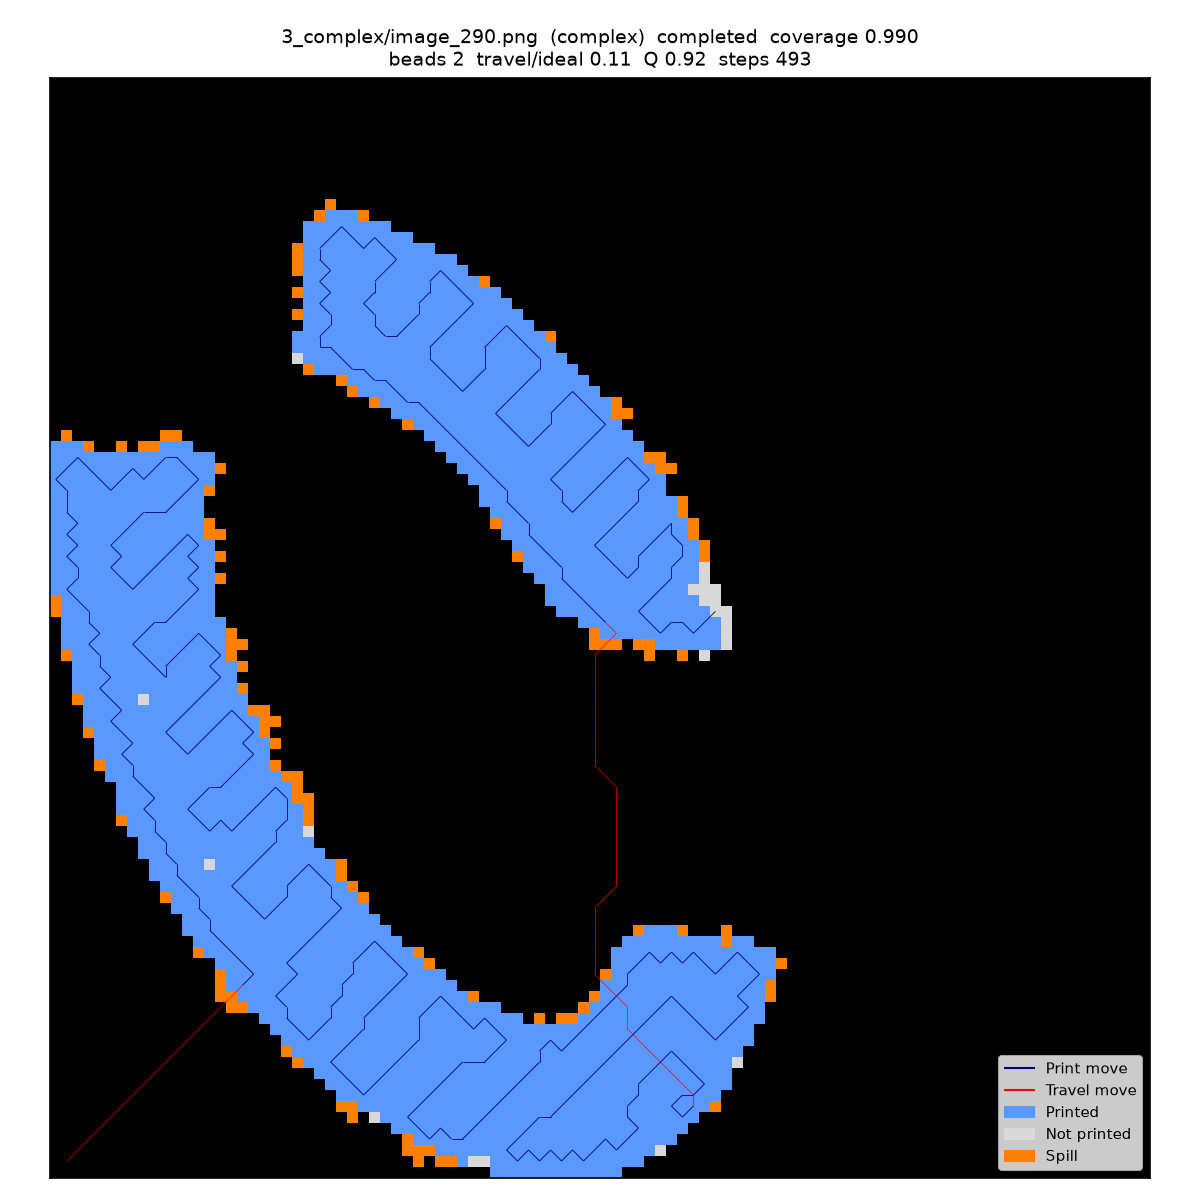 3_complex/image_290.png  (complex)  completed  coverage 0.990
beads 2  travel/ideal 0.11  Q 0.92  steps 493
Print move
Travel move
Printed
Not printed
Spill